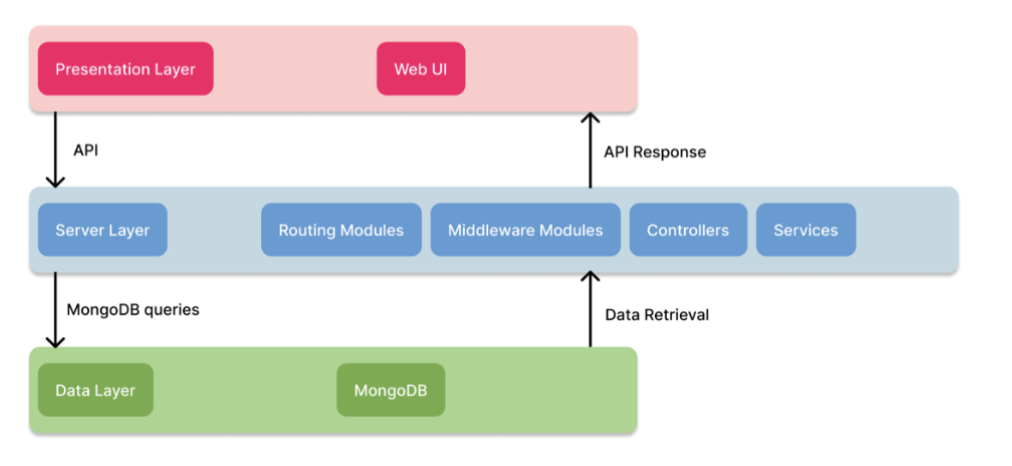 Presentation Layer
Web UI
API
API Response
Server Layer
Routing Modules
Middleware Modules
Controllers
Services
MongoDB queries
Data Retrieval
Data Layer
MongoDB